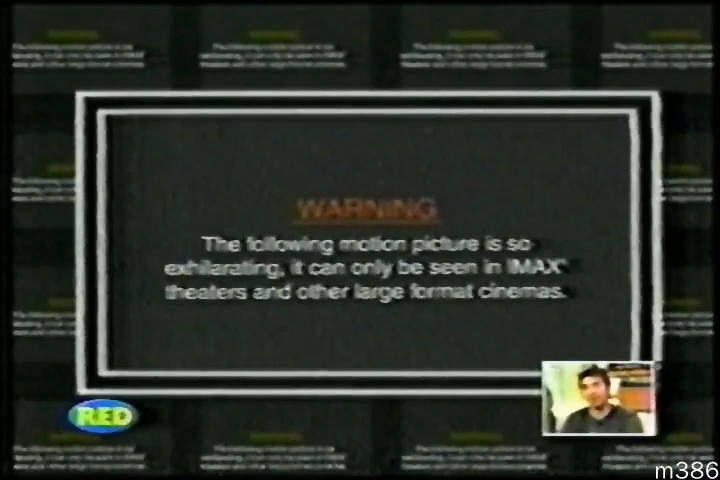 WARNING
The following motion picture is so
exhilarating, it can only be seen in IMAX®
theaters and other large format cinemas.
RED
m386